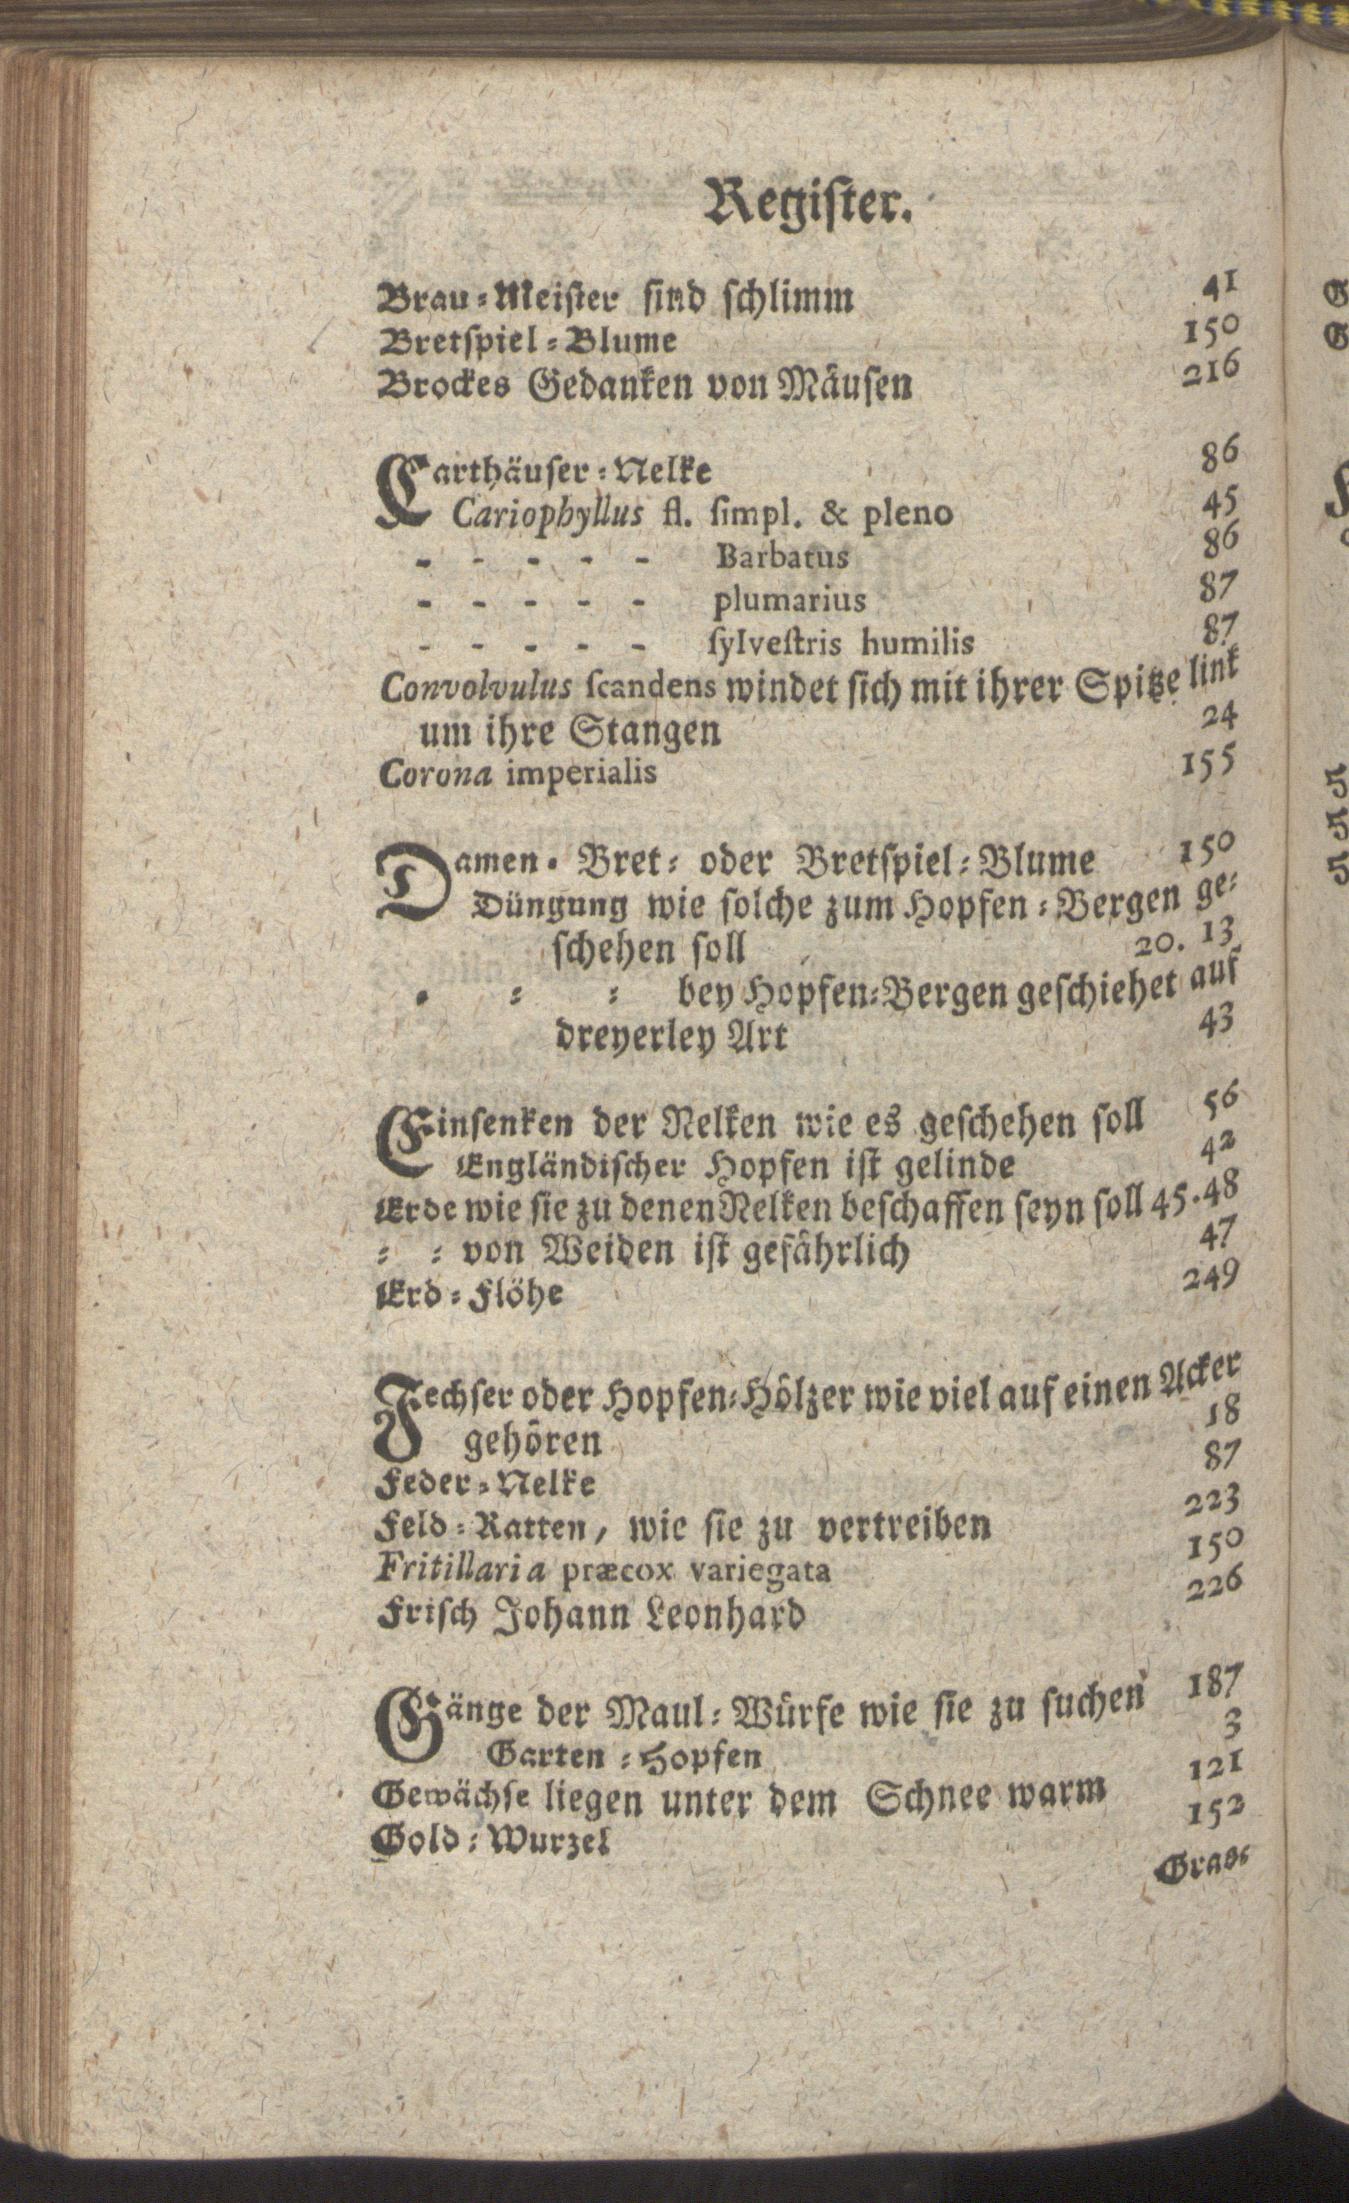 Regiſter.
Brau⸗Meiſter ſind ſchlimm 41
Bretſpiel⸗Blume 150
Brockes Gedanken von Mäuſen 216
Carthäuſer⸗Nelke 86
Cariophyllus fl. ſimpl. & pleno 45
- - - - - Barbatus 86
- - - - - plumarius 87
- - - - - ſylveſtris humilis 87
Convolvulus ſcandens windet ſich mit ihrer Spitze link
um ihre Stangen 24
Corona imperialis 155
Damen⸗ Bret⸗ oder Bretſpiel⸗Blume 150
Düngung wie ſolche zum Hopfen⸗Bergen ge⸗
ſchehen ſoll 20. 13
⸗ ⸗ ⸗ bey Hopfen⸗Bergen geſchiehet auf
dreyerley Art 43
Einſenken der Nelken wie es geſchehen ſoll 56
Engländiſcher Hopfen iſt gelinde 42
Erde wie ſie zu denen Nelken beſchaffen ſeyn ſoll 45.48
⸗ ⸗ von Weiden iſt gefährlich 47
Erd⸗Flöhe 249
Fechſer oder Hopfen⸗Hölzer wie viel auf einen Acker
gehören 18
Feder⸗Nelke 87
Feld⸗Ratten, wie ſie zu vertreiben 223
Fritillaria præcox variegata 150
Friſch Johann Leonhard 226
Gänge der Maul⸗Würfe wie ſie zu ſuchen 187
Garten⸗Hopfen 3
Gewächſe liegen unter dem Schnee warm 121
Gold⸗Wurzel 152
Gras⸗